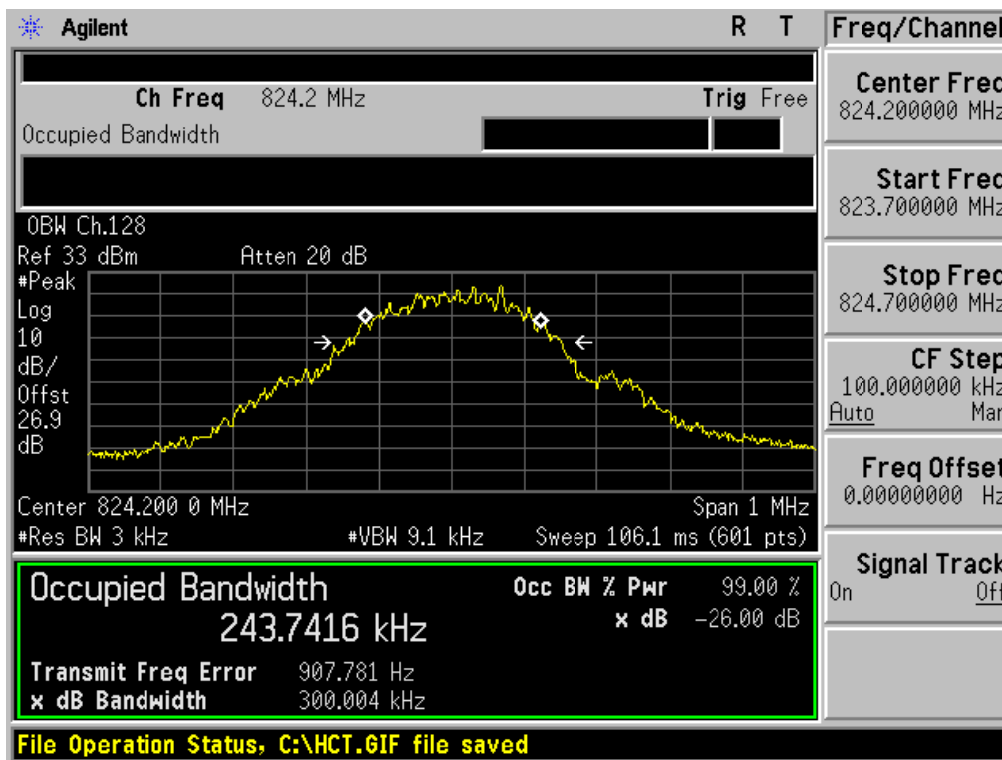 Agilent R T Freq/Channel
Ch Freq 824.2 MHz Trig Free
Occupied Bandwidth
Center Freq
824.200000 MHz
Start Freq
823.700000 MHz
Stop Freq
824.700000 MHz
CF Step
100.000000 kHz
Auto Man
Freq Offset
0.00000000 Hz
Signal Track
On Off
OBW Ch.128
Ref 33 dBm Atten 20 dB
#Peak
Log
10
dB/
Offst
26.9
dB
Center 824.200 0 MHz Span 1 MHz
#Res BW 3 kHz #VBW 9.1 kHz Sweep 106.1 ms (601 pts)
Occupied Bandwidth Occ BW % Pwr 99.00 %
243.7416 kHz x dB -26.00 dB
Transmit Freq Error 907.781 Hz
x dB Bandwidth 300.004 kHz
File Operation Status, C:\HCT.GIF file saved